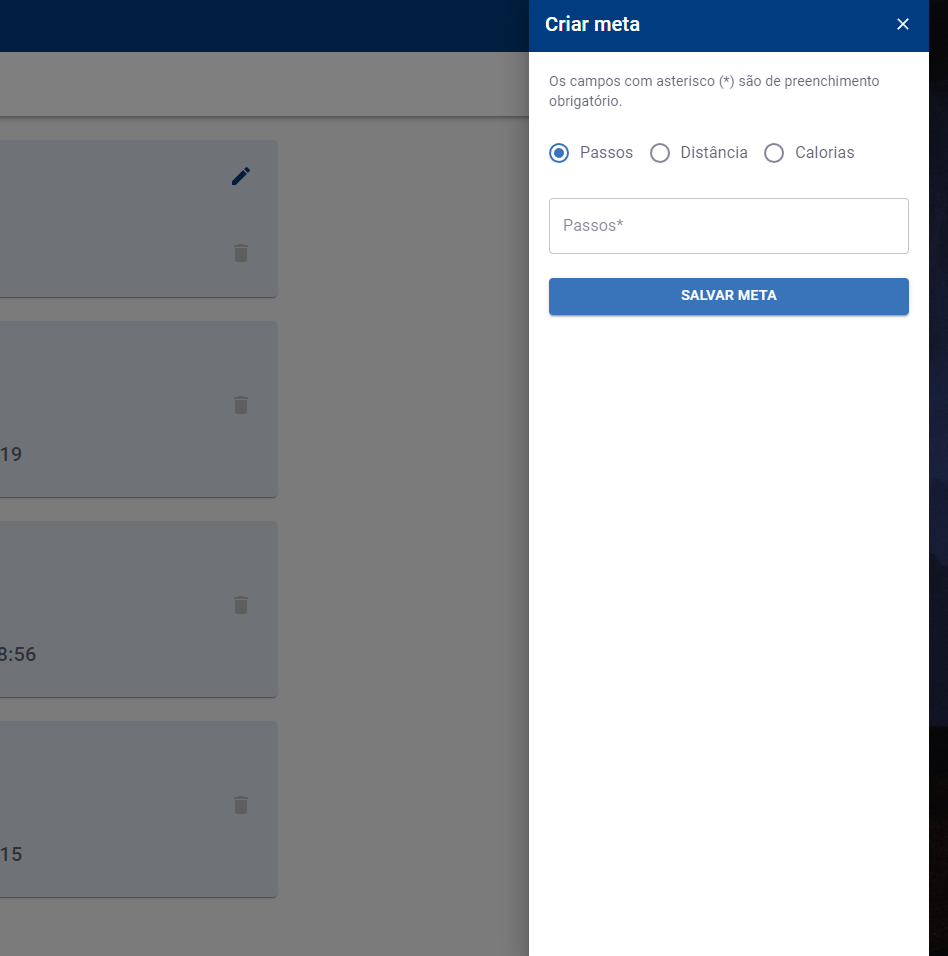 Criar meta
Os campos com asterisco (*) são de preenchimento
obrigatório.
Passos Distância Calorias
Passos*
SALVAR META
19
8:56
15